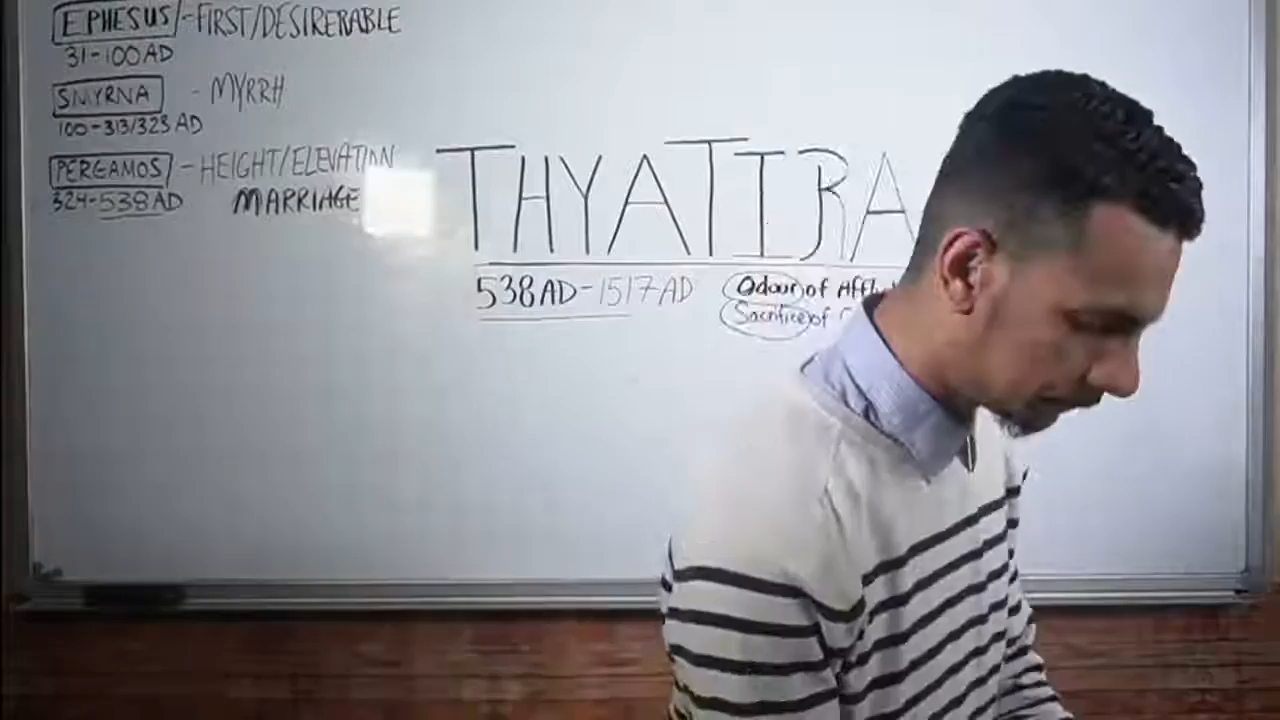 EPHESUS - FIRST/DESIRERABLE
31-100AD
SMYRNA - MYRRH
100-313/323 AD
PERGAMOS - HEIGHT/ELEVATION
324-538AD MARRIAGE
THYATIRA
538AD-1517AD
Odour of
Sacrifice of